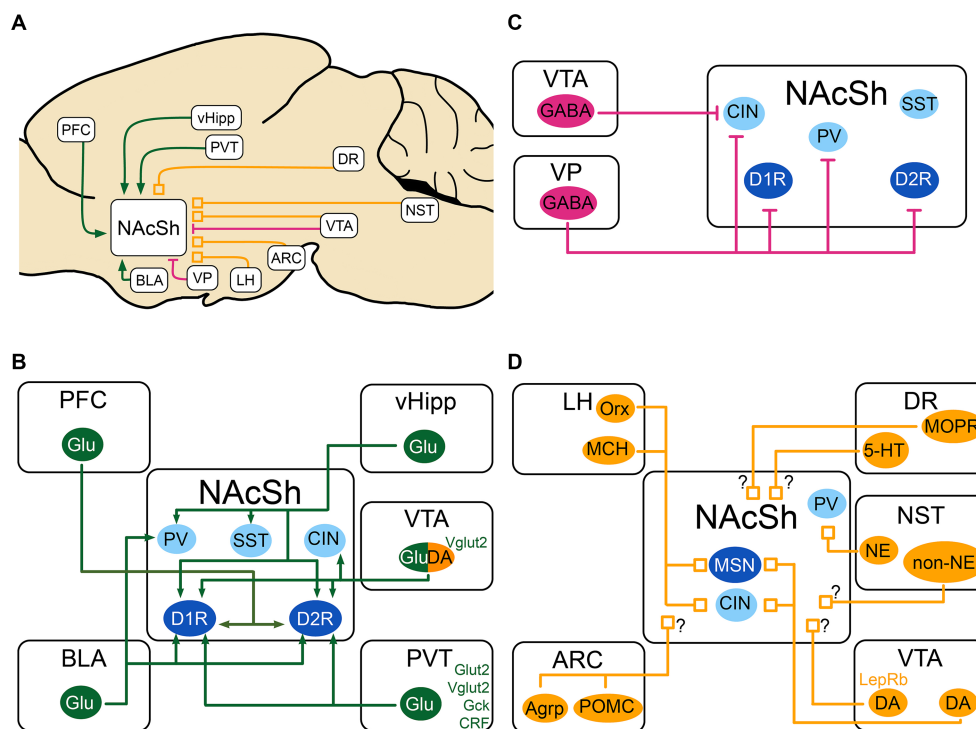 A
PFC
vHipp
PVT
DR
NAcSh
NST
VTA
ARC
BLA
VP
LH
C
VTA
GABA
VP
GABA
NAcSh
CIN
SST
PV
D1R
D2R
B
PFC
Glu
vHipp
Glu
NAcSh
PV
SST
CIN
D1R
D2R
VTA
Vglut2
GluDA
BLA
Glu
PVT
Glu
Glut2
Vglut2
Gck
CRF
D
LH
Orx
MCH
DR
MOPR
5-HT
NAcSh
? ?
PV
MSN
CIN
?
?
?
NST
NE
non-NE
ARC
Agrp
POMC
VTA
LepRb
DA
DA